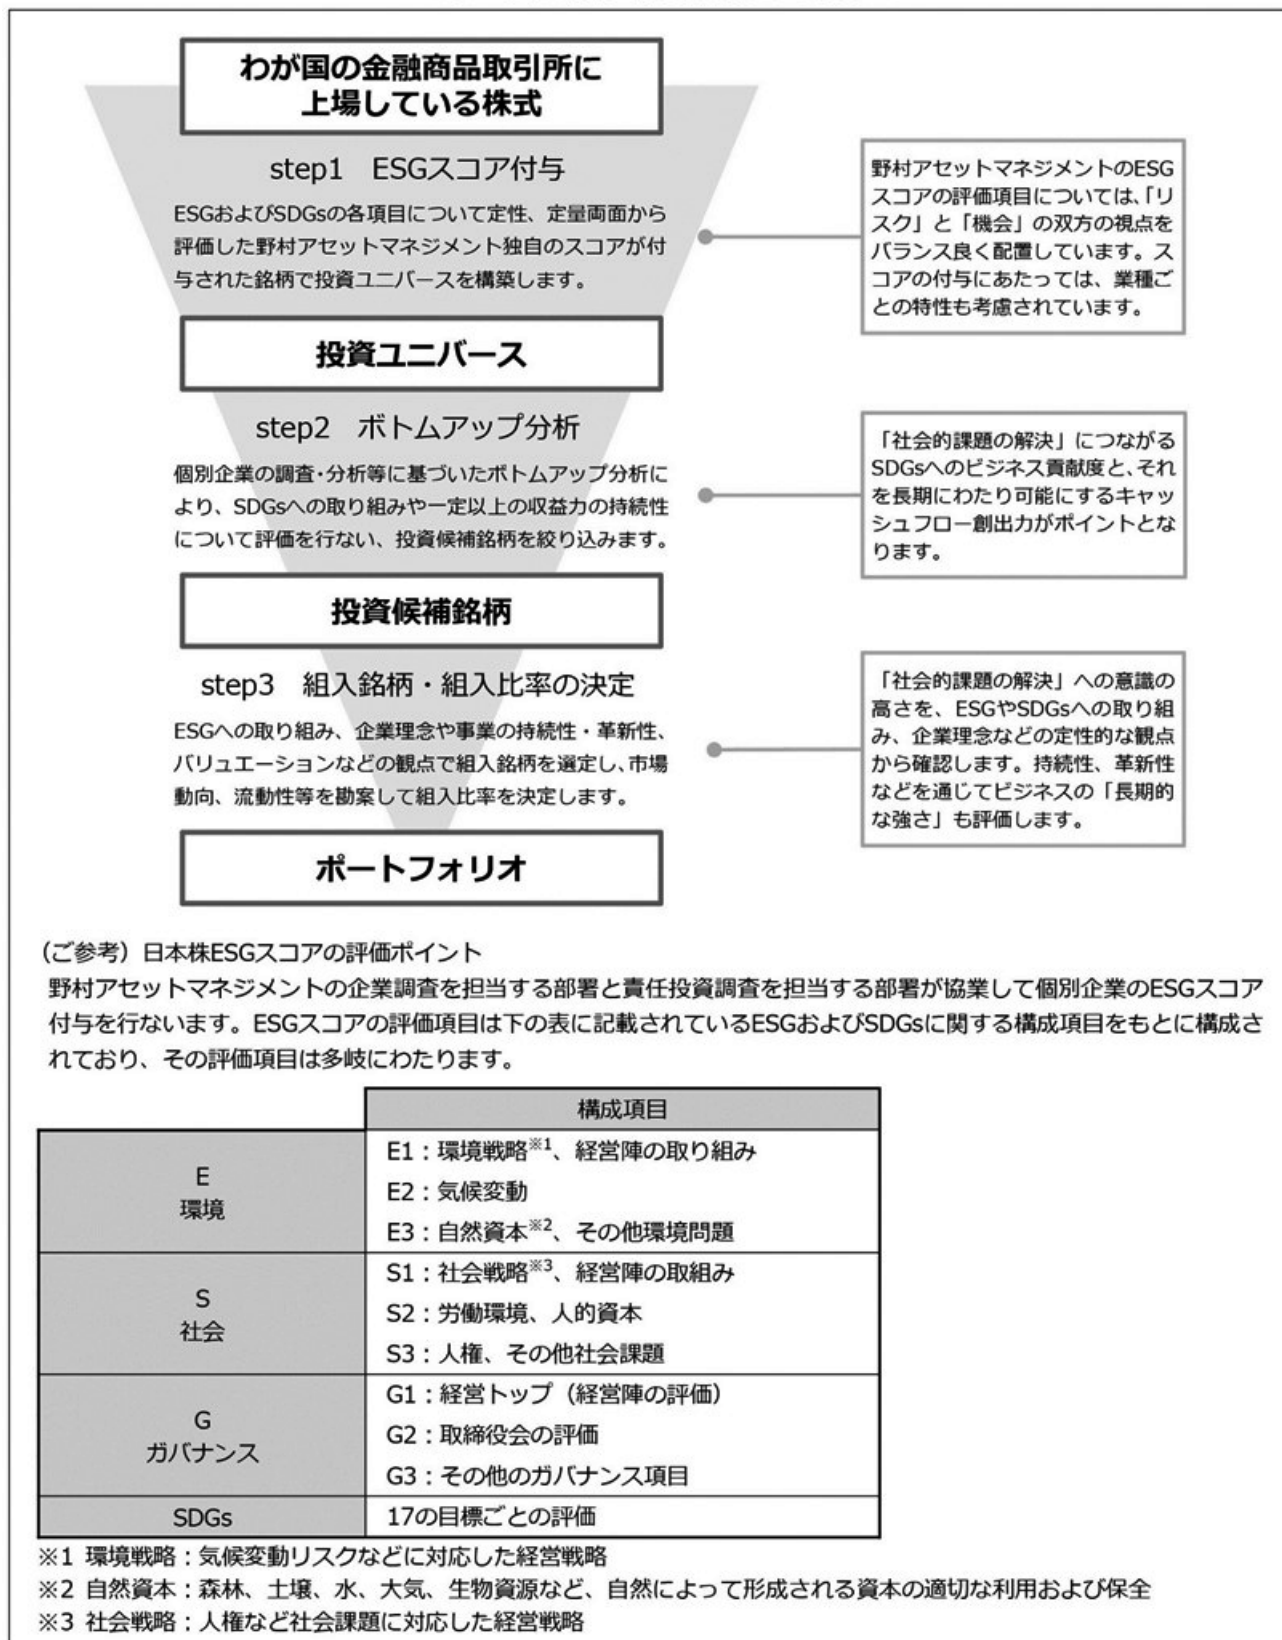 わが国の金融商品取引所に
上場している株式
step1　ESGスコア付与
ESGおよびSDGsの各項目について定性、定量両面から
評価した野村アセットマネジメント独自のスコアが付
与された銘柄で投資ユニバースを構築します。
野村アセットマネジメントのESG
スコアの評価項目については、「リ
スク」と「機会」の双方の視点を
バランス良く配置しています。ス
コアの付与にあたっては、業種ご
との特性も考慮されています。
投資ユニバース
step2　ボトムアップ分析
個別企業の調査・分析等に基づいたボトムアップ分析に
より、SDGsへの取り組みや一定以上の収益力の持続性
について評価を行ない、投資候補銘柄を絞り込みます。
「社会的課題の解決」につながる
SDGsへのビジネス貢献度と、それ
を長期にわたり可能にするキャッ
シュフロー創出力がポイントとな
ります。
投資候補銘柄
step3　組入銘柄・組入比率の決定
ESGへの取り組み、企業理念や事業の持続性・革新性、
バリュエーションなどの観点で組入銘柄を選定し、市場
動向、流動性等を勘案して組入比率を決定します。
「社会的課題の解決」への意識の
高さを、ESGやSDGsへの取り組
み、企業理念などの定性的な観点
から確認します。持続性、革新性
などを通じてビジネスの「長期的
な強さ」も評価します。
ポートフォリオ
（ご参考）日本株ESGスコアの評価ポイント
野村アセットマネジメントの企業調査を担当する部署と責任投資調査を担当する部署が協業して個別企業のESGスコア
付与を行ないます。ESGスコアの評価項目は下の表に記載されているESGおよびSDGsに関する構成項目をもとに構成さ
れており、その評価項目は多岐にわたります。
構成項目
E
環境
E1：環境戦略※1、経営陣の取り組み
E2：気候変動
E3：自然資本※2、その他環境問題
S
社会
S1：社会戦略※3、経営陣の取組み
S2：労働環境、人的資本
S3：人権、その他社会課題
G
ガバナンス
G1：経営トップ（経営陣の評価）
G2：取締役会の評価
G3：その他のガバナンス項目
SDGs
17の目標ごとの評価
※1 環境戦略：気候変動リスクなどに対応した経営戦略
※2 自然資本：森林、土壌、水、大気、生物資源など、自然によって形成される資本の適切な利用および保全
※3 社会戦略：人権など社会課題に対応した経営戦略